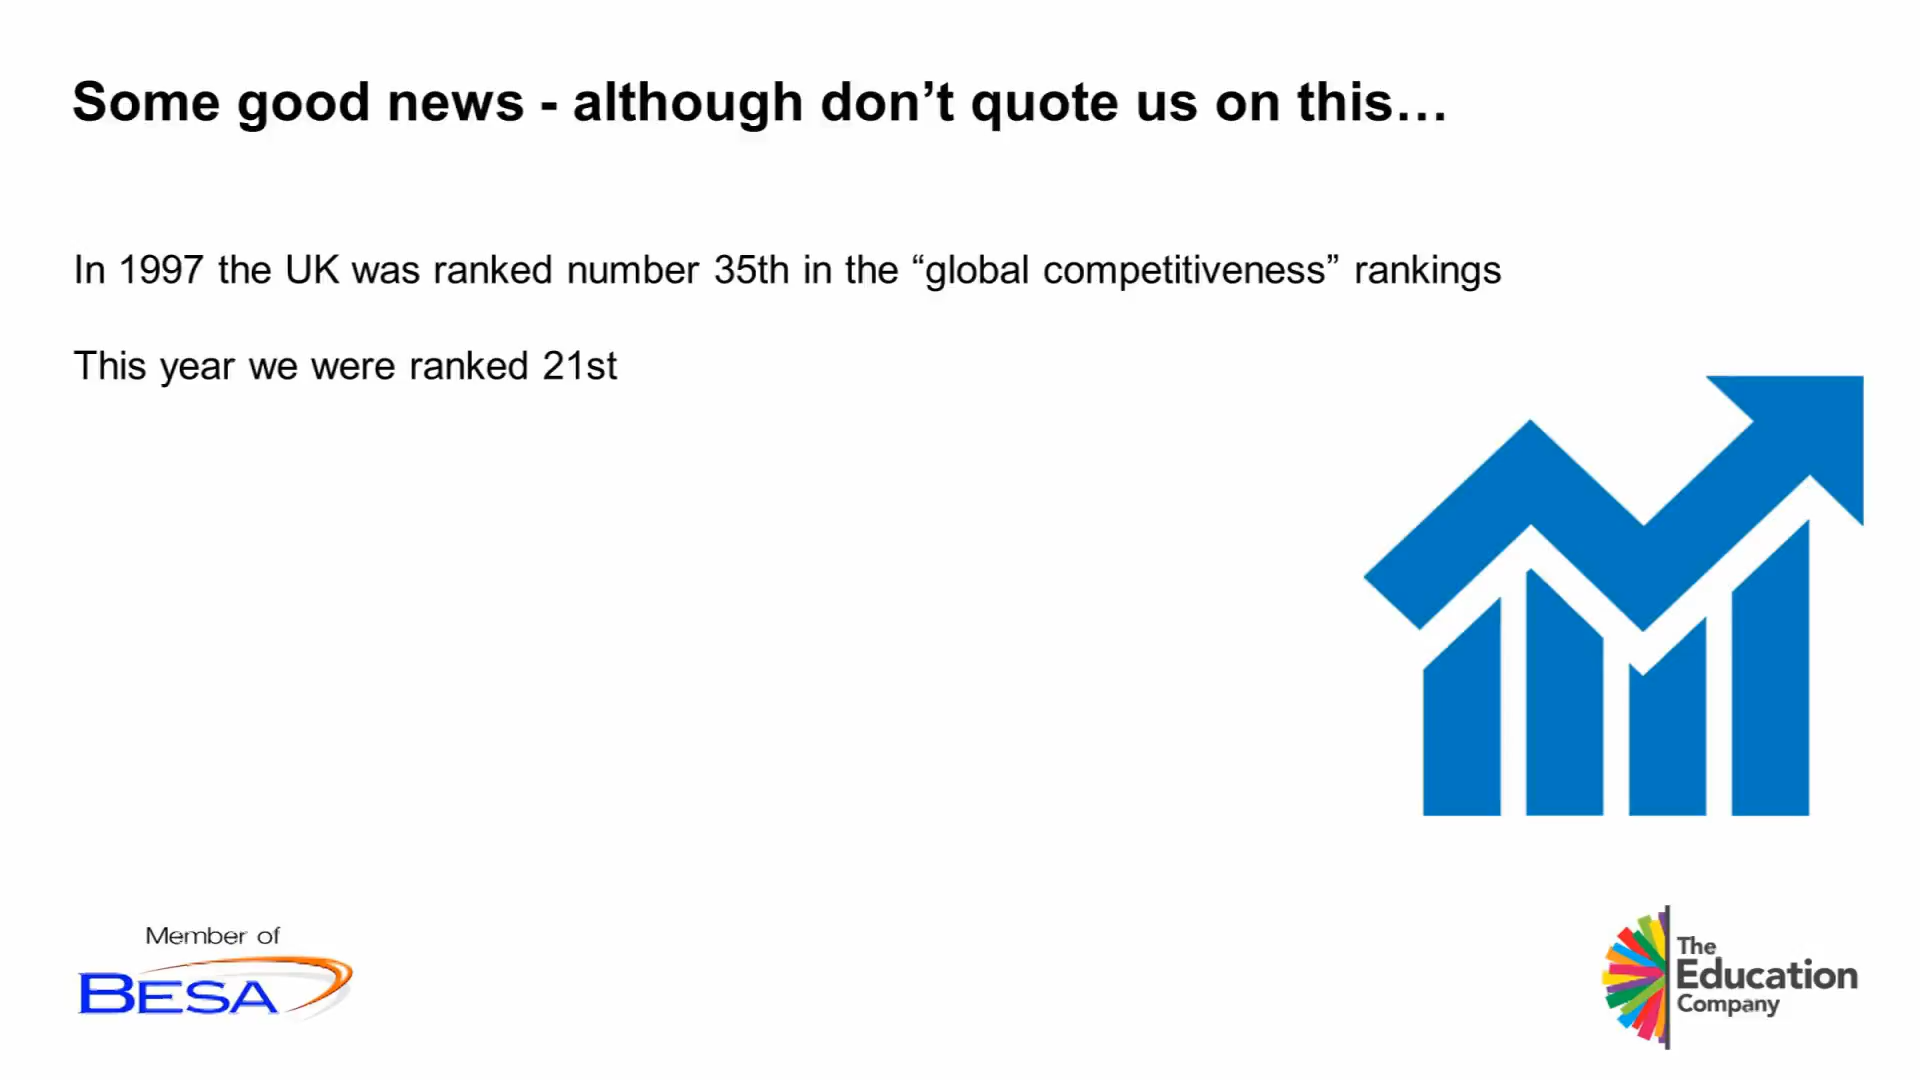 Some good news - although don’t quote us on this…
In 1997 the UK was ranked number 35th in the “global competitiveness” rankings
This year we were ranked 21st
Member of
BESA
The
Education
Company